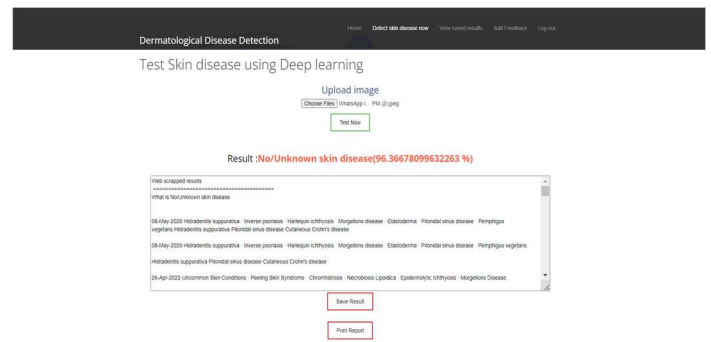 Home Detect skin disease now View saved results Add Feedback Log out
Dermatological Disease Detection
Test Skin disease using Deep learning
Upload image
Choose Files WhatsApp I... PM (2).jpeg
Test Now
Result :No/Unknown skin disease(96.36678099632263 %)
Web scrapped results
========================================
What is No/Unknown skin disease
08-May-2020 Hidradenitis suppurativa · Inverse psoriasis · Harlequin ichthyosis · Morgellons disease · Elastoderma · Pilonidal sinus disease · Pemphigus
vegetans Hidradenitis suppurativa Pilonidal sinus disease Cutaneous Crohn's disease
08-May-2020 Hidradenitis suppurativa · Inverse psoriasis · Harlequin ichthyosis · Morgellons disease · Elastoderma · Pilonidal sinus disease · Pemphigus vegetans.
Hidradenitis suppurativa·Pilonidal sinus disease·Cutaneous Crohn's disease
26-Apr-2022 Uncommon Skin Conditions · Peeling Skin Syndrome · Chromhidrosis · Necrobiosis Lipoidica · Epidermolytic Ichthyosis · Morgellons Disease.
Save Result
Print Report